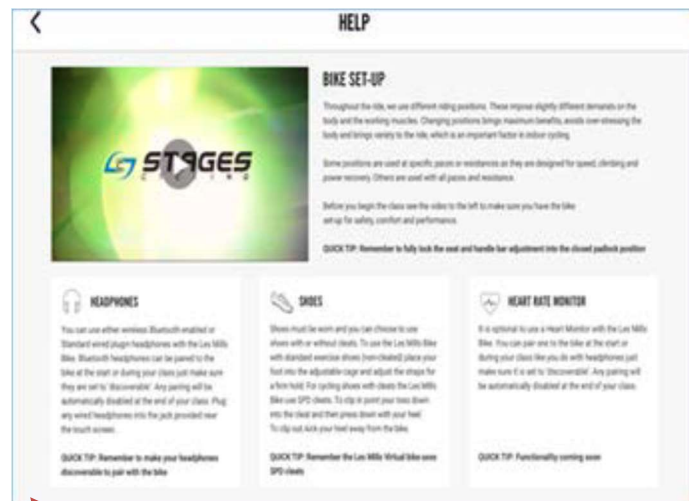 HELP
STAGES
CYCLING
BIKE SET-UP
Throughout the ride, we use different riding positions. These impose slightly different demands on the
body and the working muscles. Changing positions brings maximum benefits, avoids over-stressing the
body and brings variety to the ride, which is an important factor in indoor cycling.
Some positions are used at specific paces or resistances as they are designed for speed, climbing and
power recovery. Others are used with all paces and resistance.
Before you begin the class see the video to the left to make sure you have the bike
set-up for safety, comfort and performance.
QUICK TIP: Remember to fully lock the seat and handle bar adjustment into the closed padlock position
HEADPHONES
You can use either wireless Bluetooth enabled or
Standard wired plugin headphones with the Les Mills
Bike. Bluetooth headphones can be paired to the
bike at the start or during your class just make sure
they are set to 'discoverable'. Any pairing will be
automatically disabled at the end of your class. Plug
any wired headphones into the jack provided near
the touch screen.
QUICK TIP: Remember to make your headphones
discoverable to pair with the bike
SHOES
Shoes must be worn and you can choose to use
shoes with or without cleats. To use the Les Mills Bike
with standard exercise shoes (non-cleated) place your
foot into the adjustable cage and adjust the straps for
a firm hold. For cycling shoes with cleats the Les Mills
Bike use SPD cleats. To clip in point your toes down
into the cleat and then press down with your heel.
To clip out kick your heel away from the bike.
QUICK TIP: Remember the Les Mills Virtual bike uses
SPD cleats
HEART RATE MONITOR
It is optional to use a Heart Monitor with the Les Mills
Bike. You can pair one to the bike at the start or
during your class like you do with headphones just
make sure it is set to 'discoverable'. Any pairing will
be automatically disabled at the end of your class.
QUICK TIP: Functionality coming soon